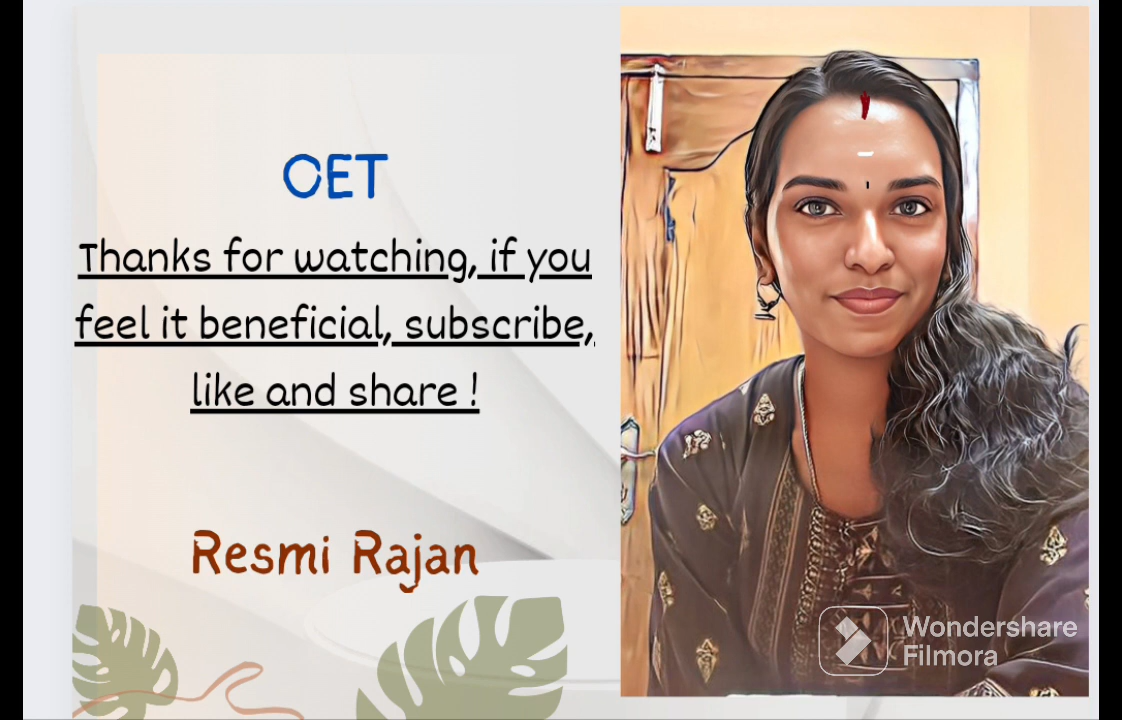 CET
Thanks for watching, if you
feel it beneficial, subscribe,
like and share !
Resmi Rajan
Wondershare
Filmora